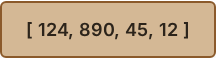 [ 124, 890, 45, 12 ]